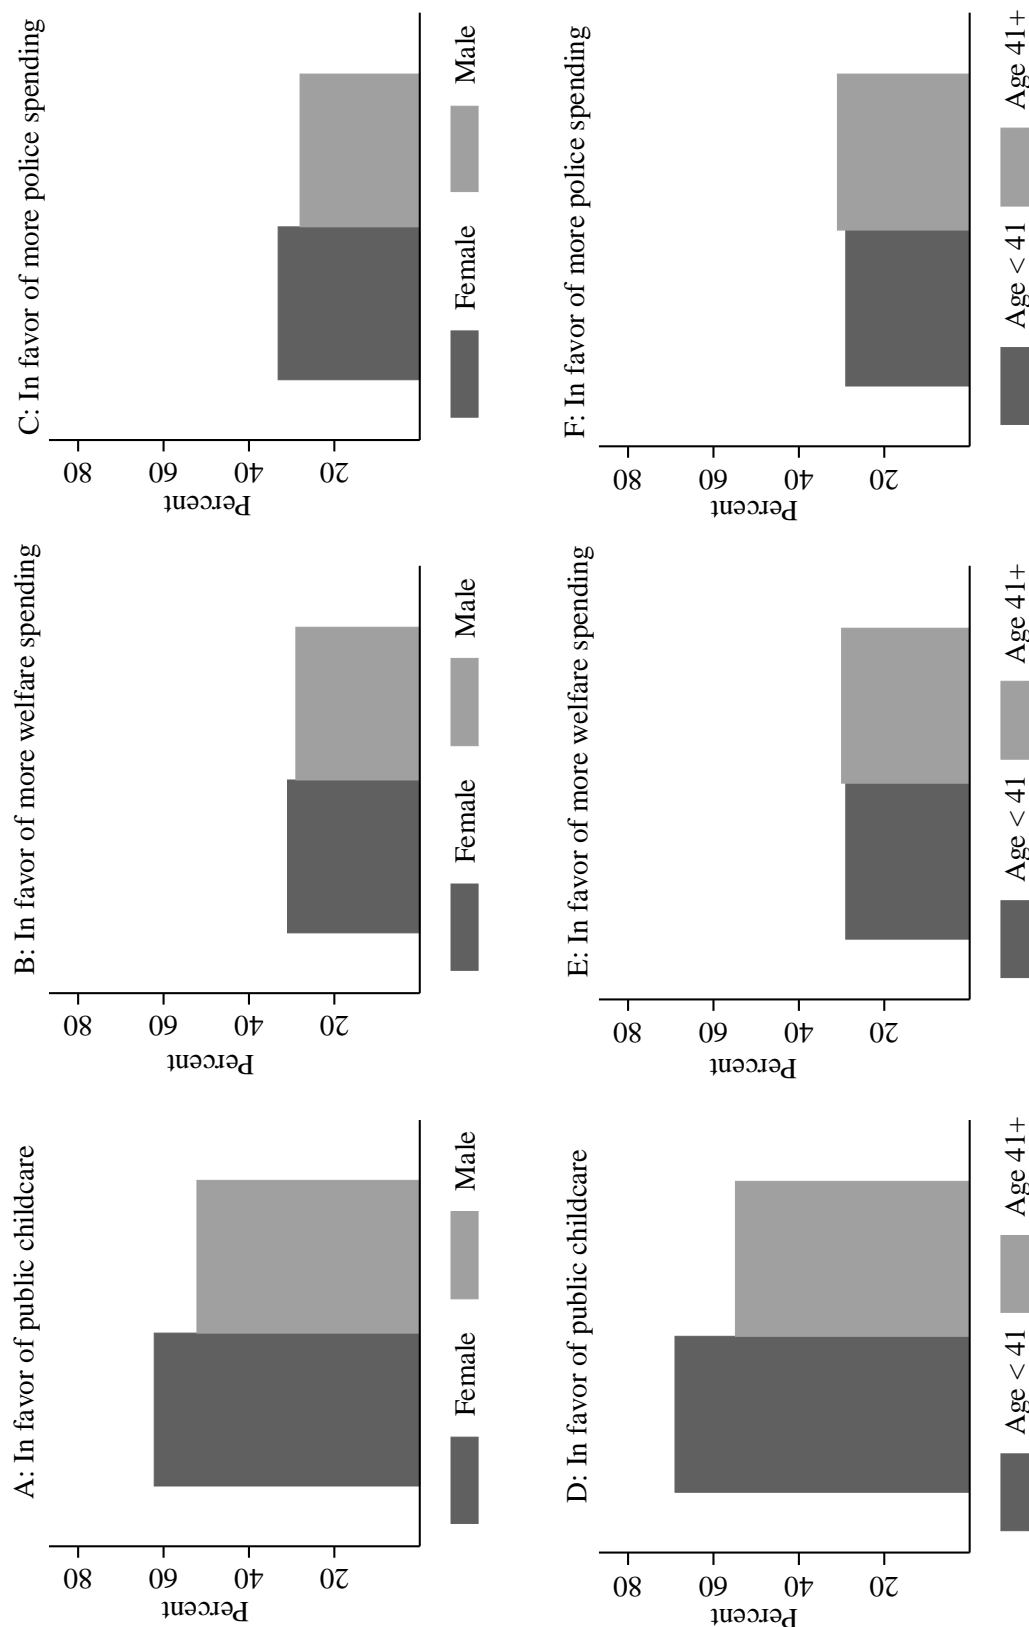 A: In favor of public childcare
80
60
40
20
Percent
Female
Male
B: In favor of more welfare spending
80
60
40
20
Percent
Female
Male
C: In favor of more police spending
80
60
40
20
Percent
Female
Male
D: In favor of public childcare
80
60
40
20
Percent
Age < 41
Age 41+
E: In favor of more welfare spending
80
60
40
20
Percent
Age < 41
Age 41+
F: In favor of more police spending
80
60
40
20
Percent
Age < 41
Age 41+